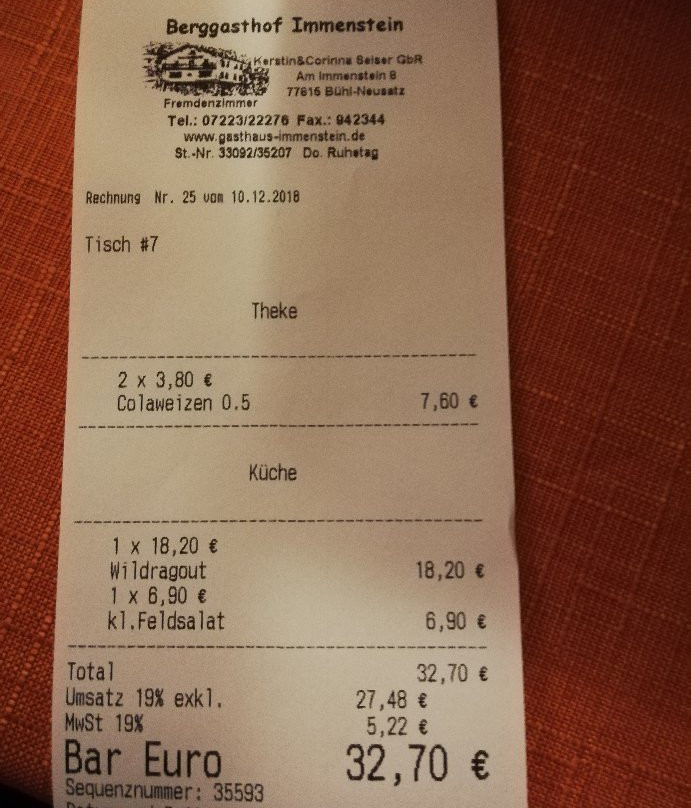 Berggasthof Immenstein
Kerstin&Corinna Seiser GbR
Am Immenstein 8
77815 Bühl-Neusatz
Fremdenzimmer
Tel.: 07223/22276 Fax.: 942344
www.gasthaus-immenstein.de
St.-Nr. 33092/35207 Do. Ruhetag
Rechnung Nr. 25 vom 10.12.2018
Tisch #7
Theke
2 x 3,80 €
Colaweizen 0.5 7,60 €
Küche
1 x 18,20 €
Wildragout 18,20 €
1 x 6,90 €
kl.Feldsalat 6,90 €
Total 32,70 €
Umsatz 19% exkl. 27,48 €
MwSt 19% 5,22 €
Bar Euro 32,70 €
Sequenznummer: 35593